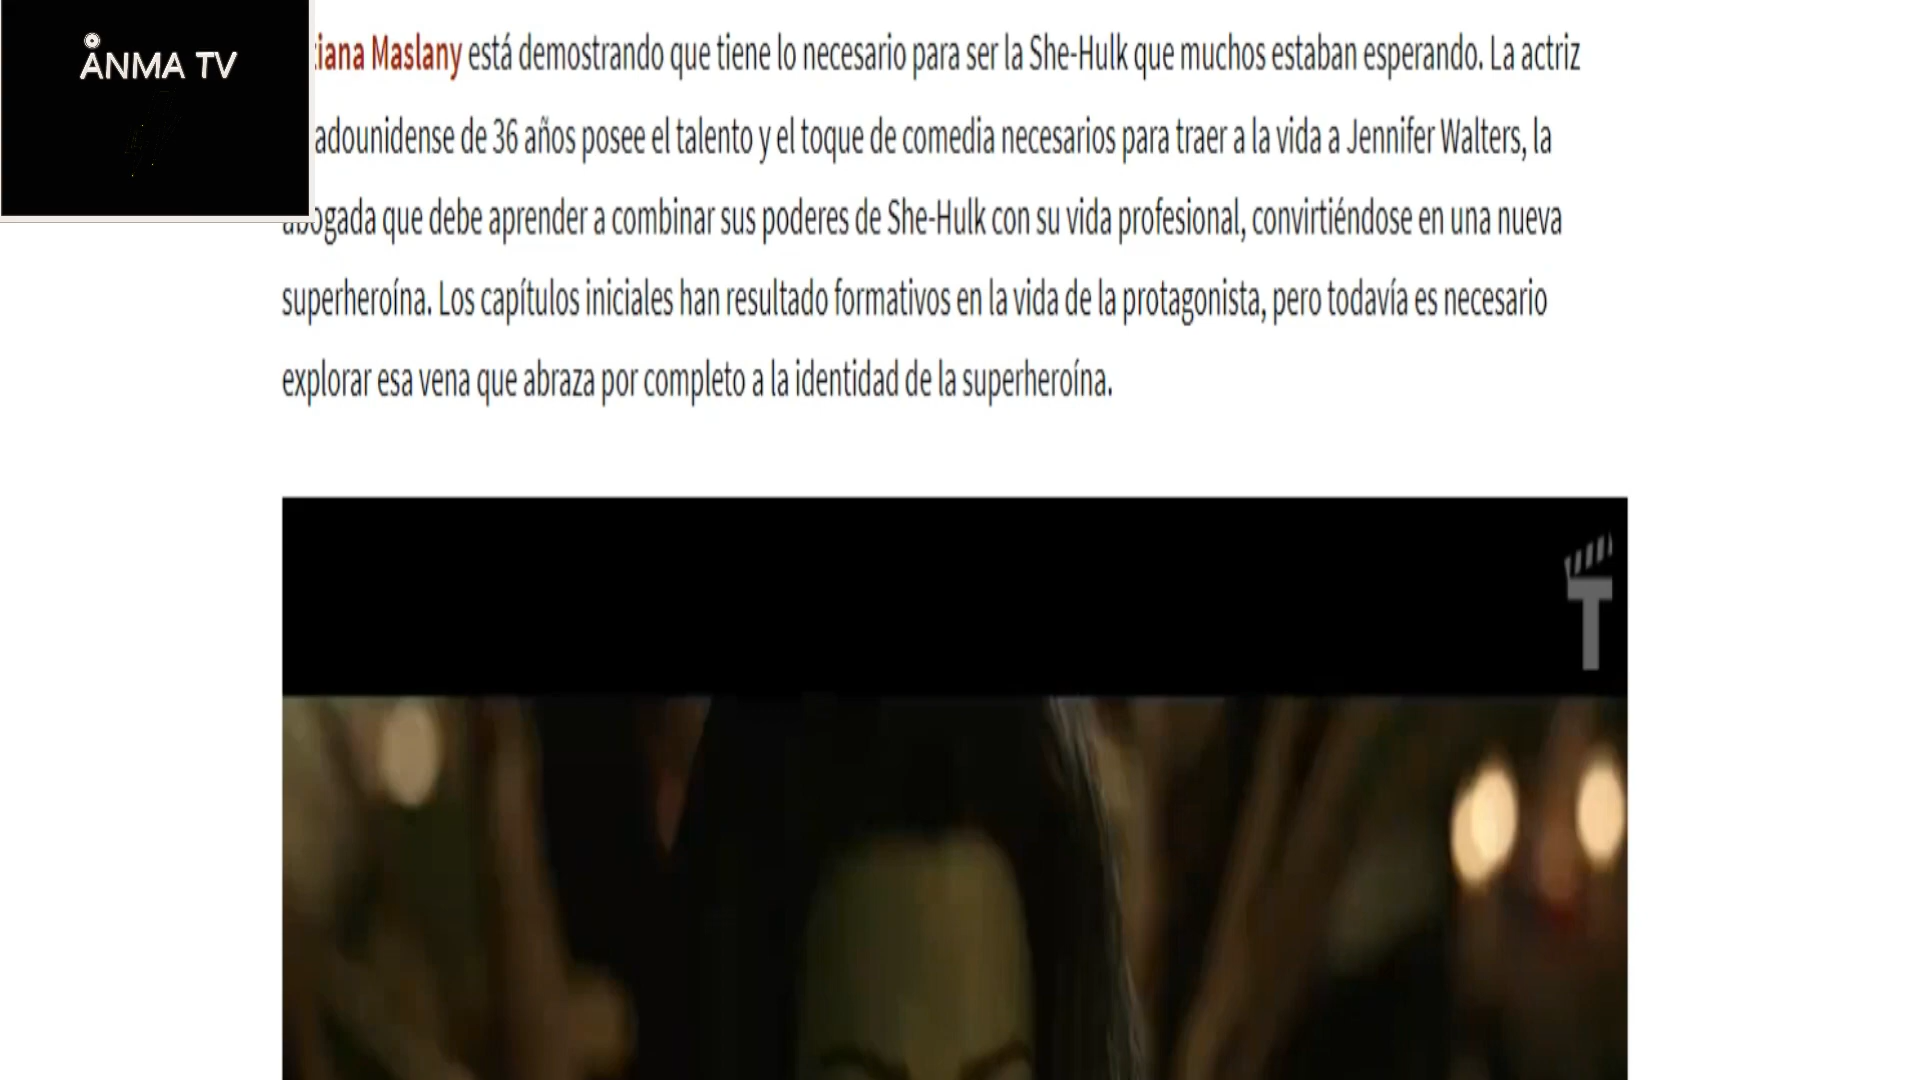 ANMA TV
tiana Maslany está demostrando que tiene lo necesario para ser la She-Hulk que muchos estaban esperando. La actriz
adounidense de 36 años posee el talento y el toque de comedia necesarios para traer a la vida a Jennifer Walters, la
abogada que debe aprender a combinar sus poderes de She-Hulk con su vida profesional, convirtiéndose en una nueva
superheroína. Los capítulos iniciales han resultado formativos en la vida de la protagonista, pero todavía es necesario
explorar esa vena que abraza por completo a la identidad de la superheroína.
T